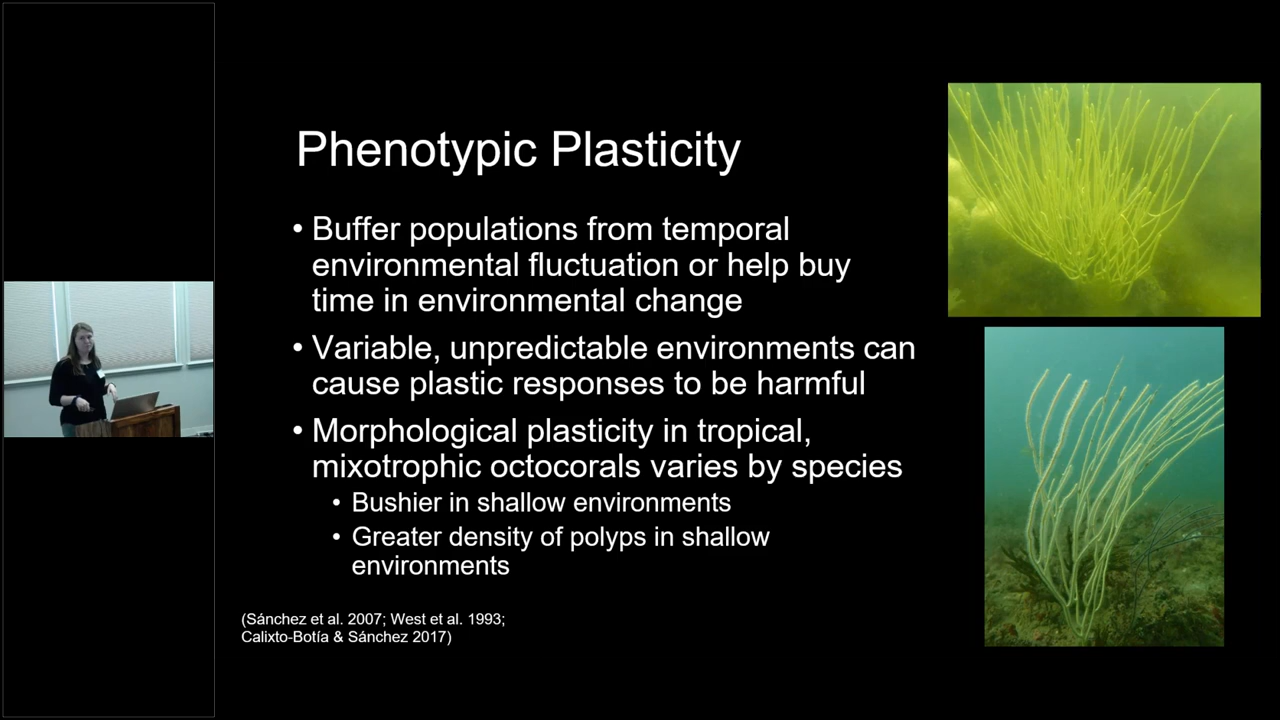 Phenotypic Plasticity
• Buffer populations from temporal
environmental fluctuation or help buy
time in environmental change
• Variable, unpredictable environments can
cause plastic responses to be harmful
• Morphological plasticity in tropical,
mixotrophic octocorals varies by species
• Bushier in shallow environments
• Greater density of polyps in shallow
environments
(Sánchez et al. 2007; West et al. 1993;
Calixto-Botía & Sánchez 2017)